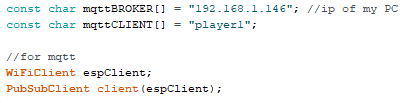 const char mqttBROKER[] = "192.168.1.146"; //ip of my PC
const char mqttCLIENT[] = "player1";
//for mqtt
WiFiClient espClient;
PubSubClient client(espClient);